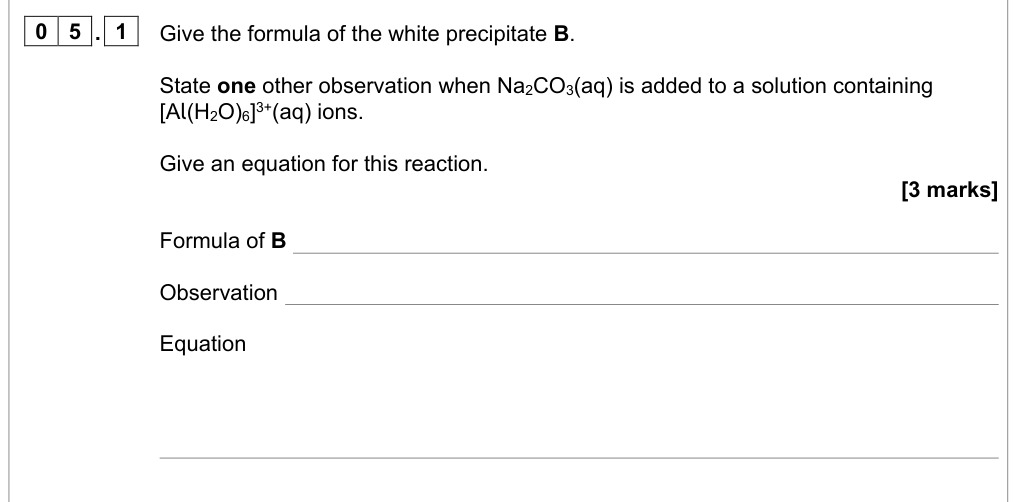 0 5 . 1 Give the formula of the white precipitate B.
State one other observation when Na₂CO₃(aq) is added to a solution containing
[Al(H₂O)₆]³⁺(aq) ions.
Give an equation for this reaction.
[3 marks]
Formula of B
Observation
Equation